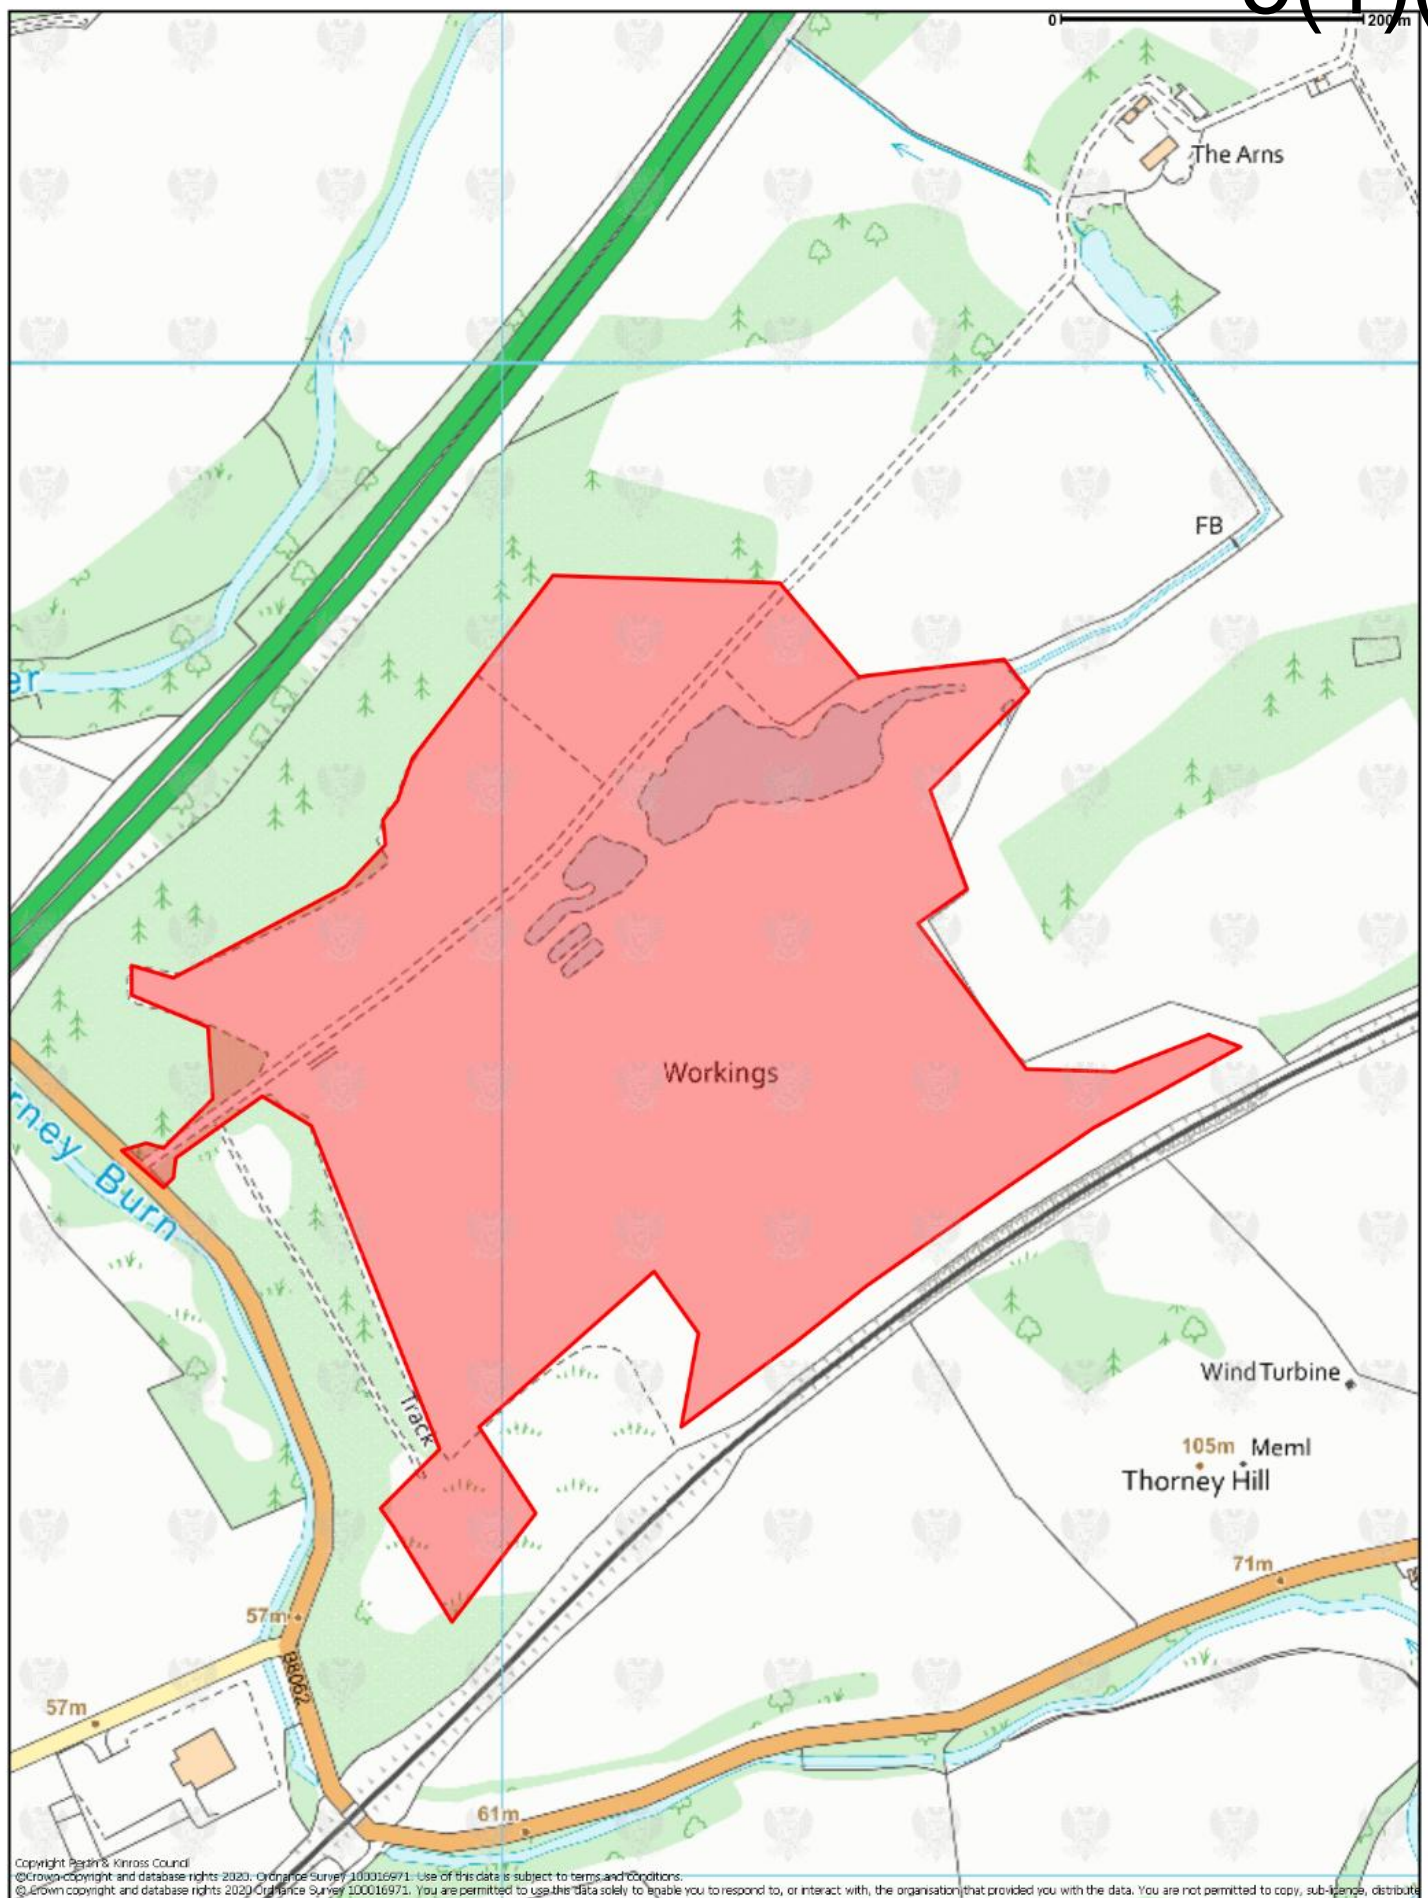 0
200m
The Arns
FB
er
Workings
rney Burn
Track
Wind Turbine
105m
Meml
Thorney Hill
71m
57m
B8062
57m
61m
Copyright Perth & Kinross Council
©Crown copyright and database rights 2020. Ordnance Survey 100016971. Use of this data is subject to terms and conditions.
© Crown copyright and database rights 2020 Ordnance Survey 100016971. You are permitted to use this data solely to enable you to respond to, or interact with, the organisation that provided you with the data. You are not permitted to copy, sub-licence, distribut